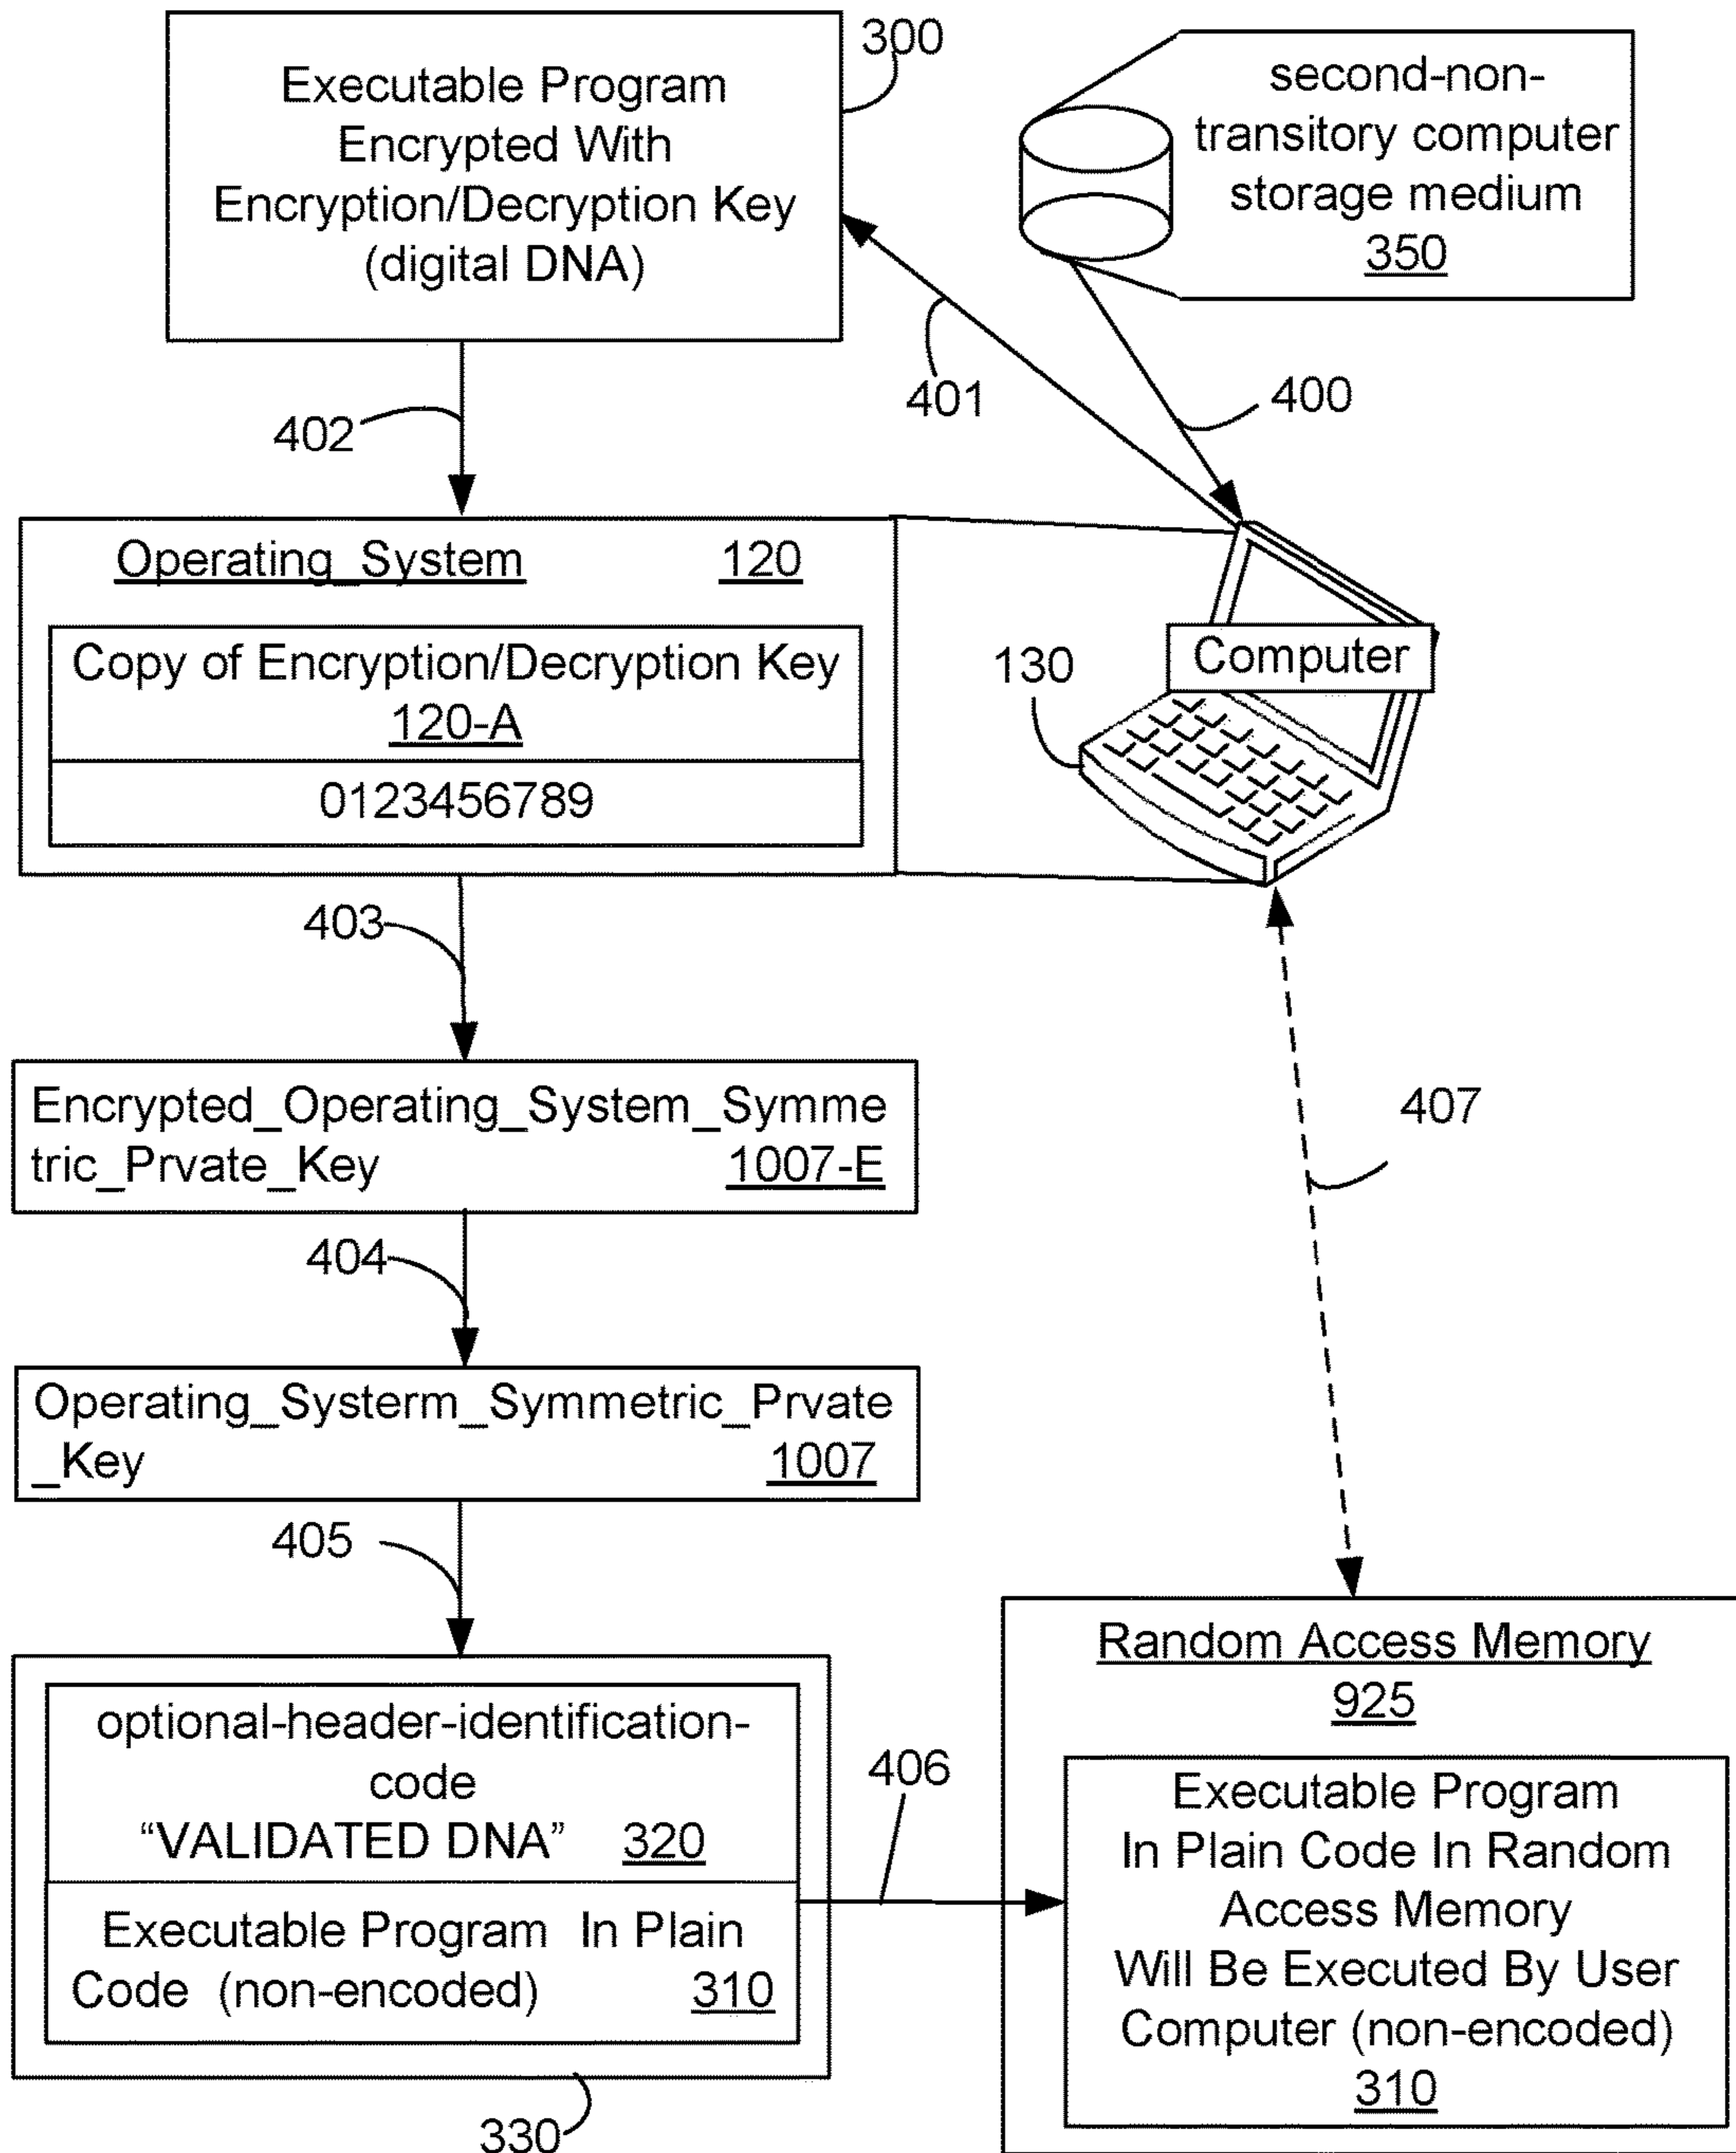 Executable Program
Encrypted With
Encryption/Decryption Key
(digital DNA)
300
second-non-
transitory computer
storage medium
350
401
400
402
Operating_System 120
Copy of Encryption/Decryption Key
120-A
0123456789
Computer
130
403
Encrypted_Operating_System_Symme
tric_Prvate_Key 1007-E
407
404
Operating_Systerm_Symmetric_Prvate
_Key 1007
405
optional-header-identification-
code
“VALIDATED DNA” 320
Executable Program In Plain
Code (non-encoded) 310
330
406
Random Access Memory
925
Executable Program
In Plain Code In Random
Access Memory
Will Be Executed By User
Computer (non-encoded)
310